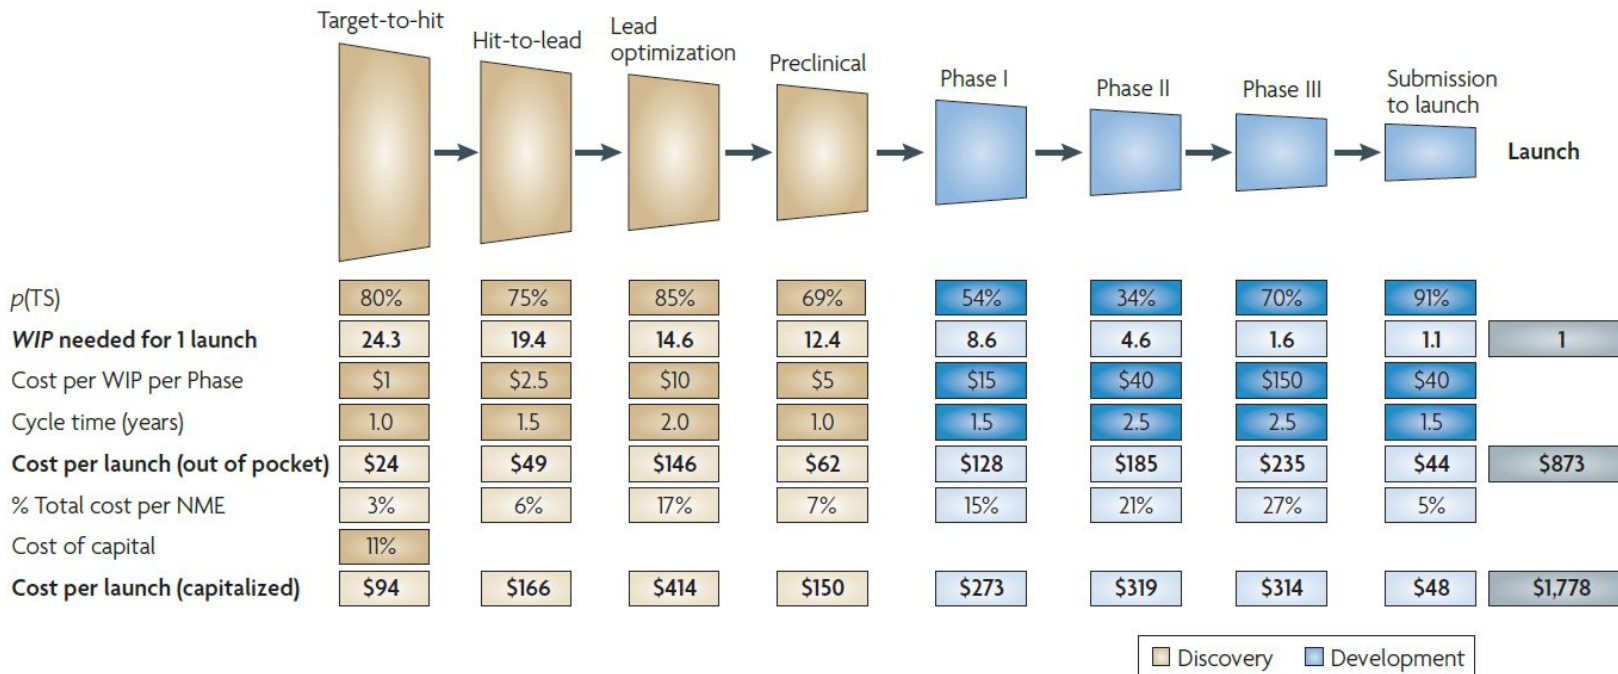 Target-to-hit
Hit-to-lead
Lead
optimization
Preclinical
Phase I
Phase II
Phase III
Submission
to launch
Launch
p(TS) 80% 75% 85% 69% 54% 34% 70% 91%
WIP needed for 1 launch 24.3 19.4 14.6 12.4 8.6 4.6 1.6 1.1 1
Cost per WIP per Phase $1 $2.5 $10 $5 $15 $40 $150 $40
Cycle time (years) 1.0 1.5 2.0 1.0 1.5 2.5 2.5 1.5
Cost per launch (out of pocket) $24 $49 $146 $62 $128 $185 $235 $44 $873
% Total cost per NME 3% 6% 17% 7% 15% 21% 27% 5%
Cost of capital 11%
Cost per launch (capitalized) $94 $166 $414 $150 $273 $319 $314 $48 $1,778
Discovery Development